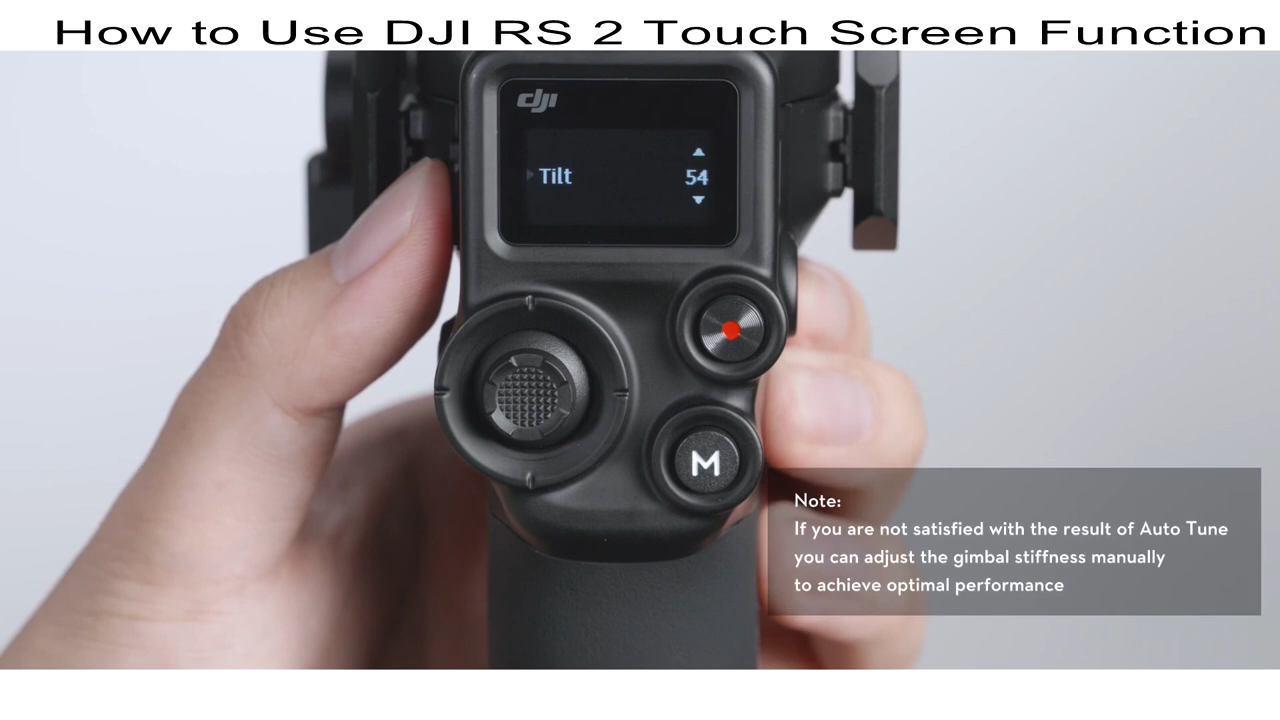 How to Use DJI RS 2 Touch Screen Function
dji
Tilt
54
M
Note:
If you are not satisfied with the result of Auto Tune
you can adjust the gimbal stiffness manually
to achieve optimal performance